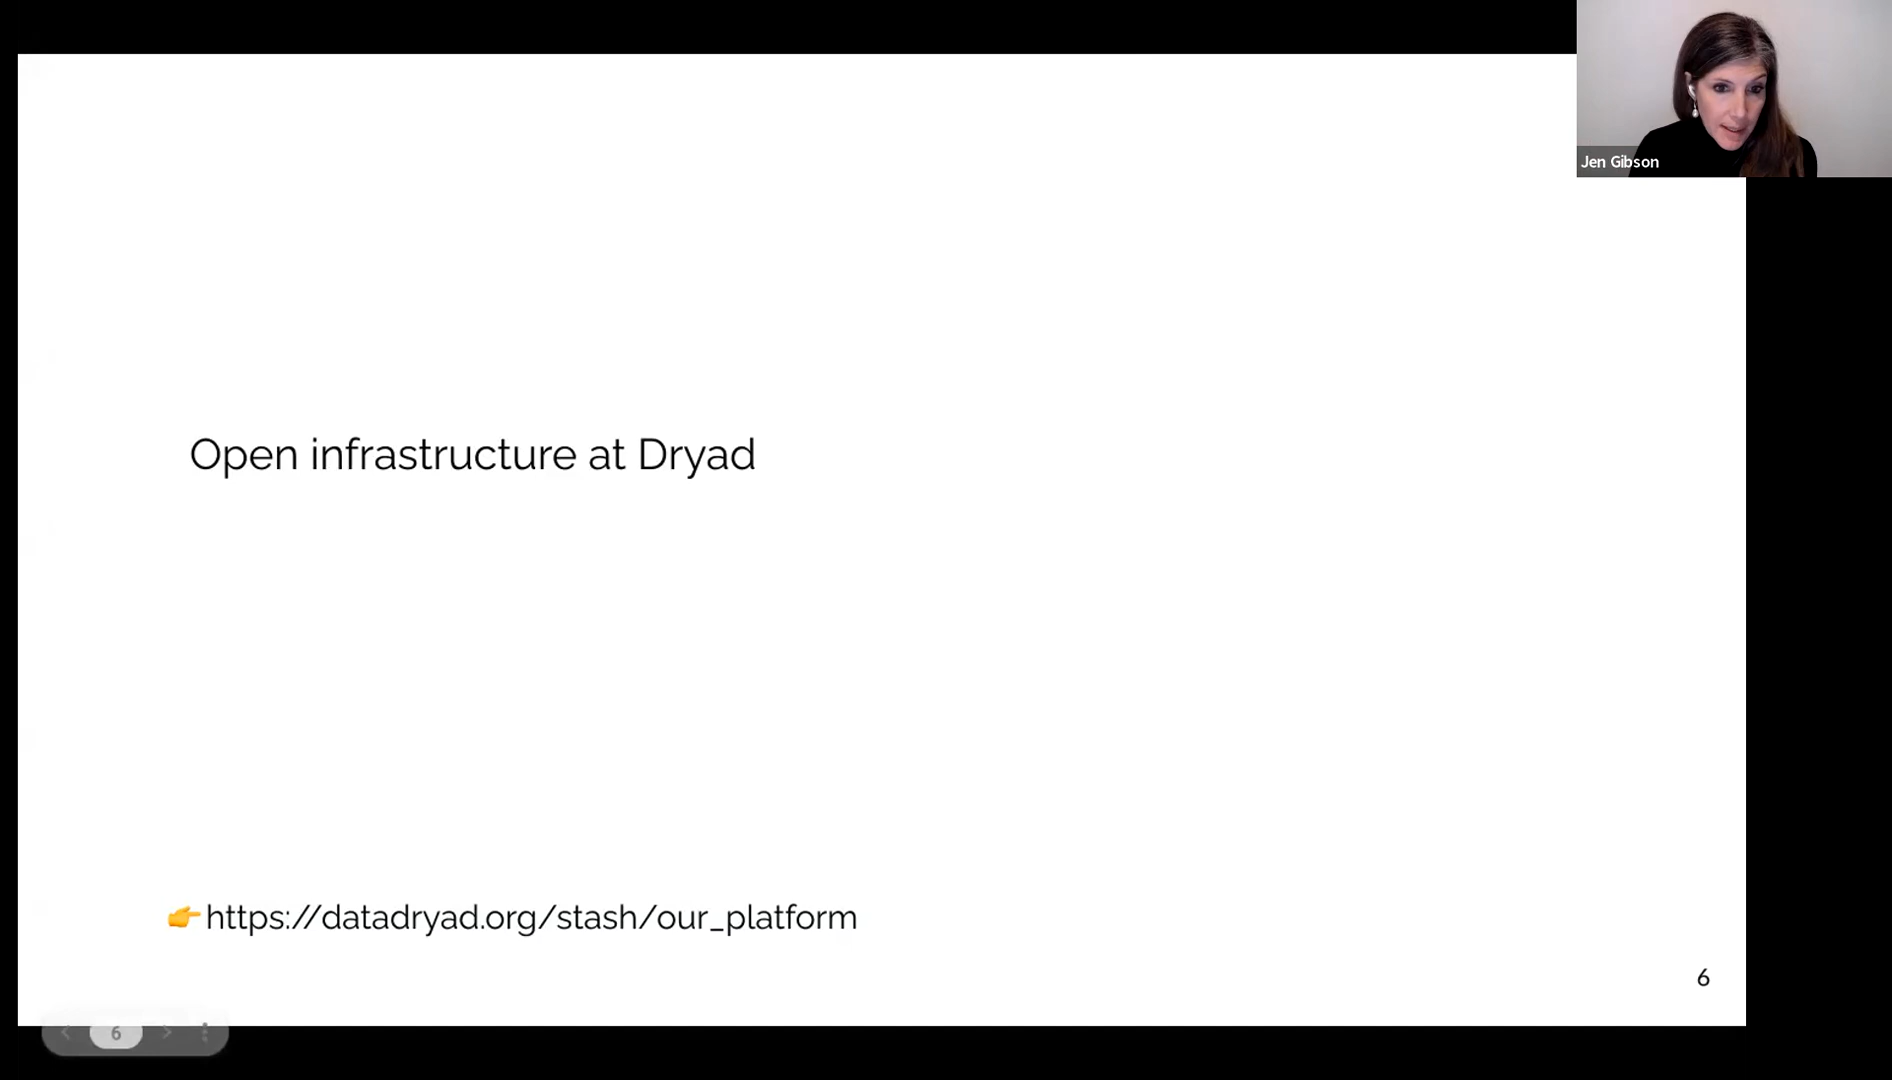 Jen Gibson
Open infrastructure at Dryad
👉https://datadryad.org/stash/our_platform
6
6